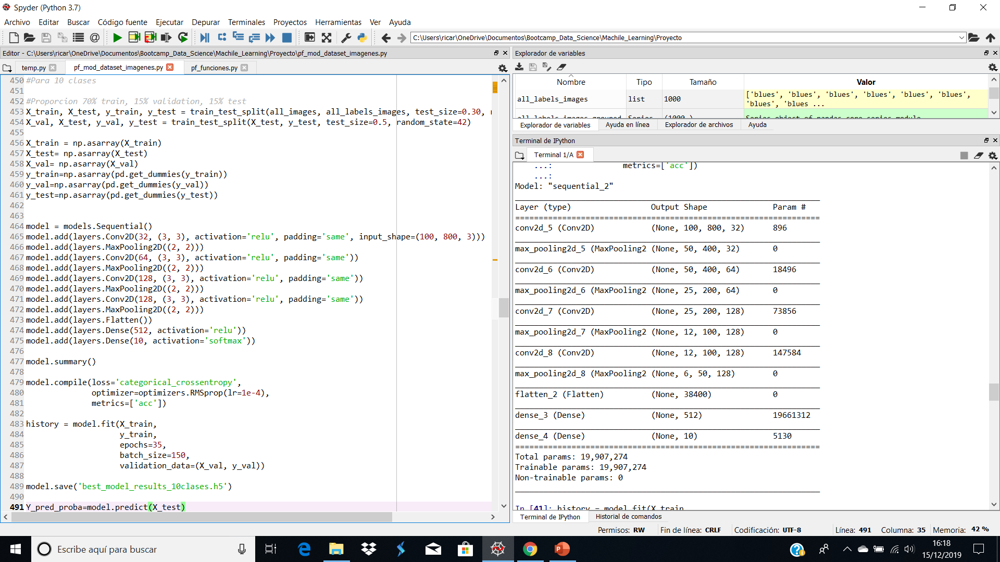 Spyder (Python 3.7)
Archivo Editar Buscar Código fuente Ejecutar Depurar Terminales Proyectos Herramientas Ver Ayuda
C:\Users\ricar\OneDrive\Documentos\Bootcamp_Data_Science\Machile_Learning\Proyecto
Editor - C:\Users\ricar\OneDrive\Documentos\Bootcamp_Data_Science\Machile_Learning\Proyecto\pf_mod_dataset_imagenes.py
temp.py pf_mod_dataset_imagenes.py pf_funciones.py
450 #Para 10 clases
451
452 #Proporcion 70% train, 15% validation, 15% test
453 X_train, X_test, y_train, y_test = train_test_split(all_images, all_labels_images, test_size=0.30,
454 X_val, X_test, y_val, y_test = train_test_split(X_test, y_test, test_size=0.5, random_state=42)
455
456 X_train = np.asarray(X_train)
457 X_test= np.asarray(X_test)
458 X_val= np.asarray(X_val)
459 y_train=np.asarray(pd.get_dummies(y_train))
460 y_val=np.asarray(pd.get_dummies(y_val))
461 y_test=np.asarray(pd.get_dummies(y_test))
462
463
464 model = models.Sequential()
465 model.add(layers.Conv2D(32, (3, 3), activation='relu', padding='same', input_shape=(100, 800, 3)))
466 model.add(layers.MaxPooling2D((2, 2)))
467 model.add(layers.Conv2D(64, (3, 3), activation='relu', padding='same'))
468 model.add(layers.MaxPooling2D((2, 2)))
469 model.add(layers.Conv2D(128, (3, 3), activation='relu', padding='same'))
470 model.add(layers.MaxPooling2D((2, 2)))
471 model.add(layers.Conv2D(128, (3, 3), activation='relu', padding='same'))
472 model.add(layers.MaxPooling2D((2, 2)))
473 model.add(layers.Flatten())
474 model.add(layers.Dense(512, activation='relu'))
475 model.add(layers.Dense(10, activation='softmax'))
476
477 model.summary()
478
479 model.compile(loss='categorical_crossentropy',
480 optimizer=optimizers.RMSprop(lr=1e-4),
481 metrics=['acc'])
482
483 history = model.fit(X_train,
484 y_train,
485 epochs=35,
486 batch_size=150,
487 validation_data=(X_val, y_val))
488
489 model.save('best_model_results_10clases.h5')
490
491 Y_pred_proba=model.predict(X_test)
Explorador de variables
Nombre Tipo Tamaño Valor
all_labels_images list 1000 ['blues', 'blues', 'blues', 'blues', 'blues', 'blues',
'blues', 'blues ...
all_labels_images_grouped Series (1000,) Series object of pandas.core.series module
Explorador de variables Ayuda en línea Explorador de archivos Ayuda
Terminal de IPython
Terminal 1/A
...: metrics=['acc'])
...:
Model: "sequential_2"
Layer (type) Output Shape Param #
=================================================================
conv2d_5 (Conv2D) (None, 100, 800, 32) 896
max_pooling2d_5 (MaxPooling2 (None, 50, 400, 32) 0
conv2d_6 (Conv2D) (None, 50, 400, 64) 18496
max_pooling2d_6 (MaxPooling2 (None, 25, 200, 64) 0
conv2d_7 (Conv2D) (None, 25, 200, 128) 73856
max_pooling2d_7 (MaxPooling2 (None, 12, 100, 128) 0
conv2d_8 (Conv2D) (None, 12, 100, 128) 147584
max_pooling2d_8 (MaxPooling2 (None, 6, 50, 128) 0
flatten_2 (Flatten) (None, 38400) 0
dense_3 (Dense) (None, 512) 19661312
dense_4 (Dense) (None, 10) 5130
=================================================================
Total params: 19,907,274
Trainable params: 19,907,274
Non-trainable params: 0
In [41]: history = model.fit(X_train,
Terminal de IPython Historial de comandos
Permisos: RW Fin de línea: CRLF Codificación: UTF-8 Línea: 491 Columna: 35 Memoria: 42 %
Escribe aquí para buscar
16:18
15/12/2019